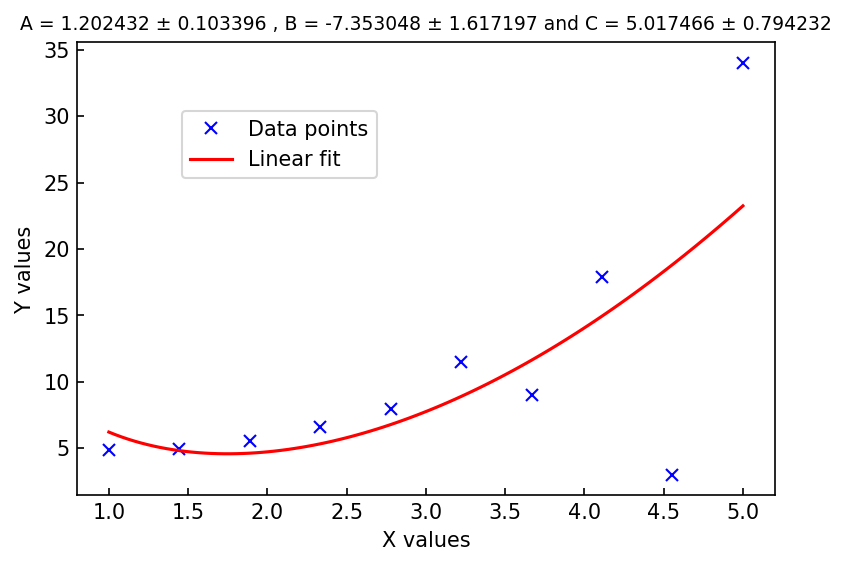 A = 1.202432 ± 0.103396 , B = -7.353048 ± 1.617197 and C = 5.017466 ± 0.794232
35
30
25
20
15
10
5
Y values
Data points
Linear fit
1.0 1.5 2.0 2.5 3.0 3.5 4.0 4.5 5.0
X values